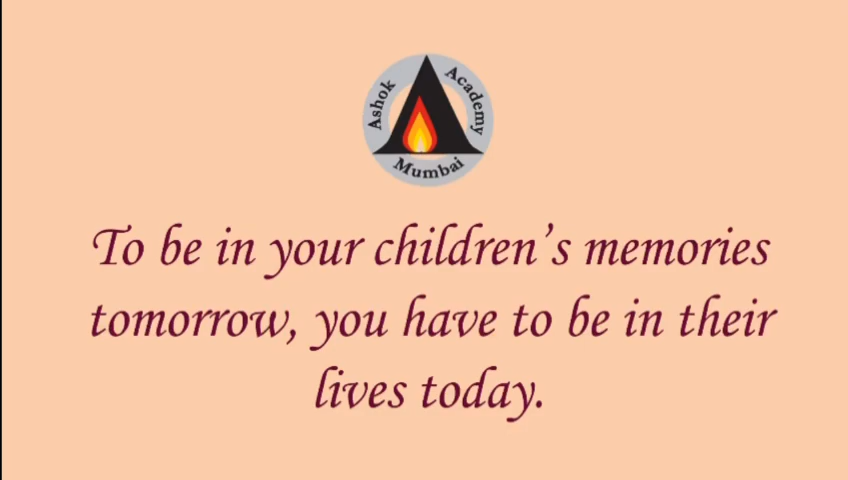 Ashok Academy
Mumbai
To be in your children’s memories
tomorrow, you have to be in their
lives today.